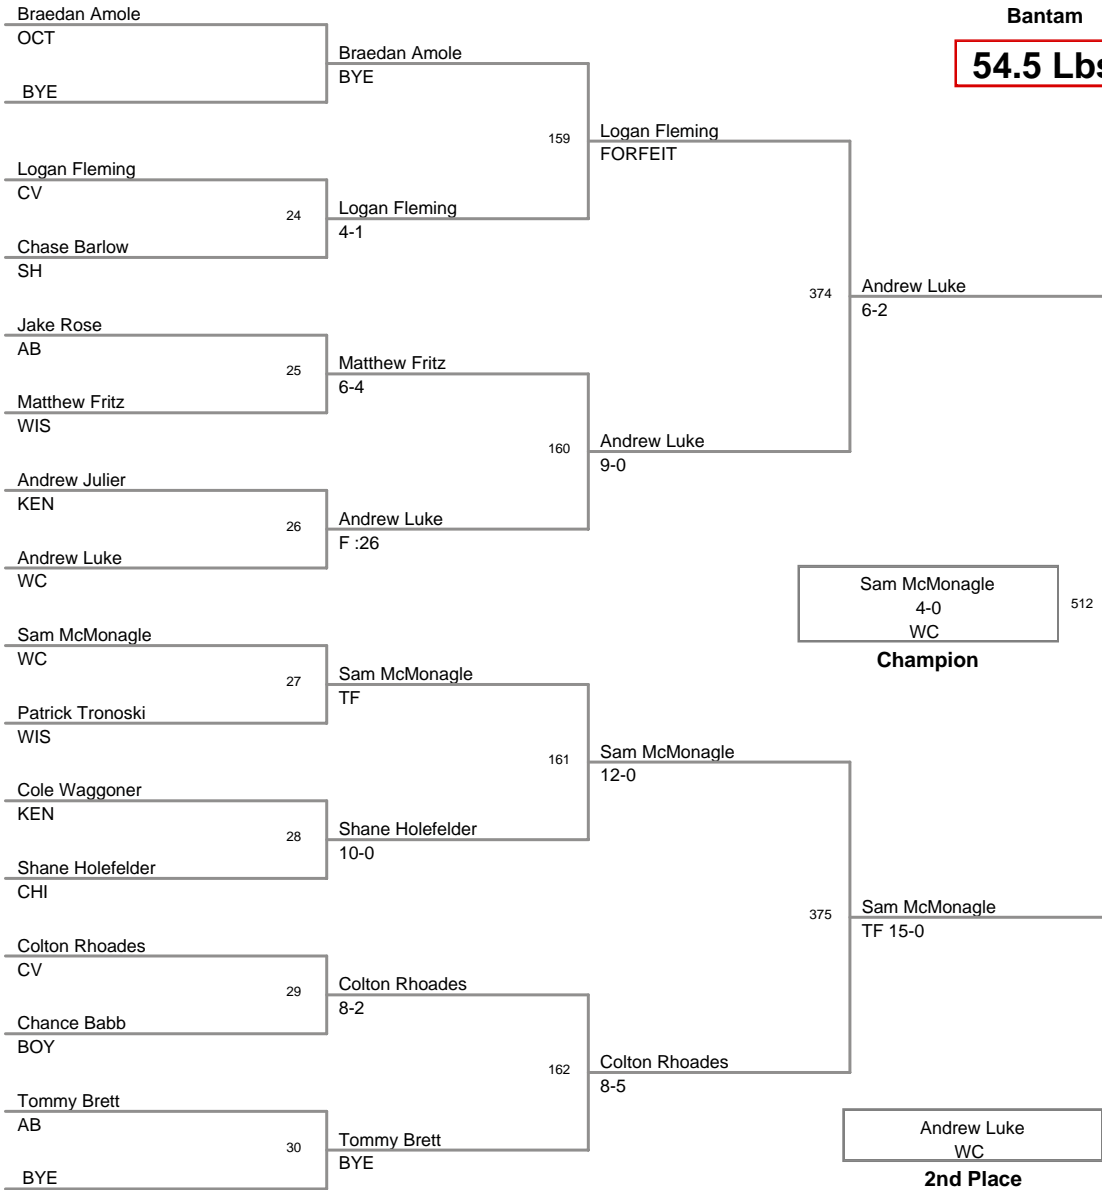 Braedan Amole
OCT
BYE
Logan Fleming
CV
24
Chase Barlow
SH
Jake Rose
AB
25
Matthew Fritz
WIS
Andrew Julier
KEN
26
Andrew Luke
WC
Sam McMonagle
WC
27
Patrick Tronoski
WIS
Cole Waggoner
KEN
28
Shane Holefelder
CHI
Colton Rhoades
CV
29
Chance Babb
BOY
Tommy Brett
AB
30
BYE
Braedan Amole
BYE
159
Logan Fleming
4-1
Matthew Fritz
6-4
160
Andrew Luke
F :26
Sam McMonagle
TF
161
Shane Holefelder
10-0
Colton Rhoades
8-2
162
Tommy Brett
BYE
Logan Fleming
FORFEIT
374
Andrew Luke
9-0
Sam McMonagle
12-0
375
Colton Rhoades
8-5
Bantam
54.5 Lbs
Andrew Luke
6-2
Sam McMonagle
4-0
WC
512
Champion
Sam McMonagle
TF 15-0
Andrew Luke
WC
2nd Place